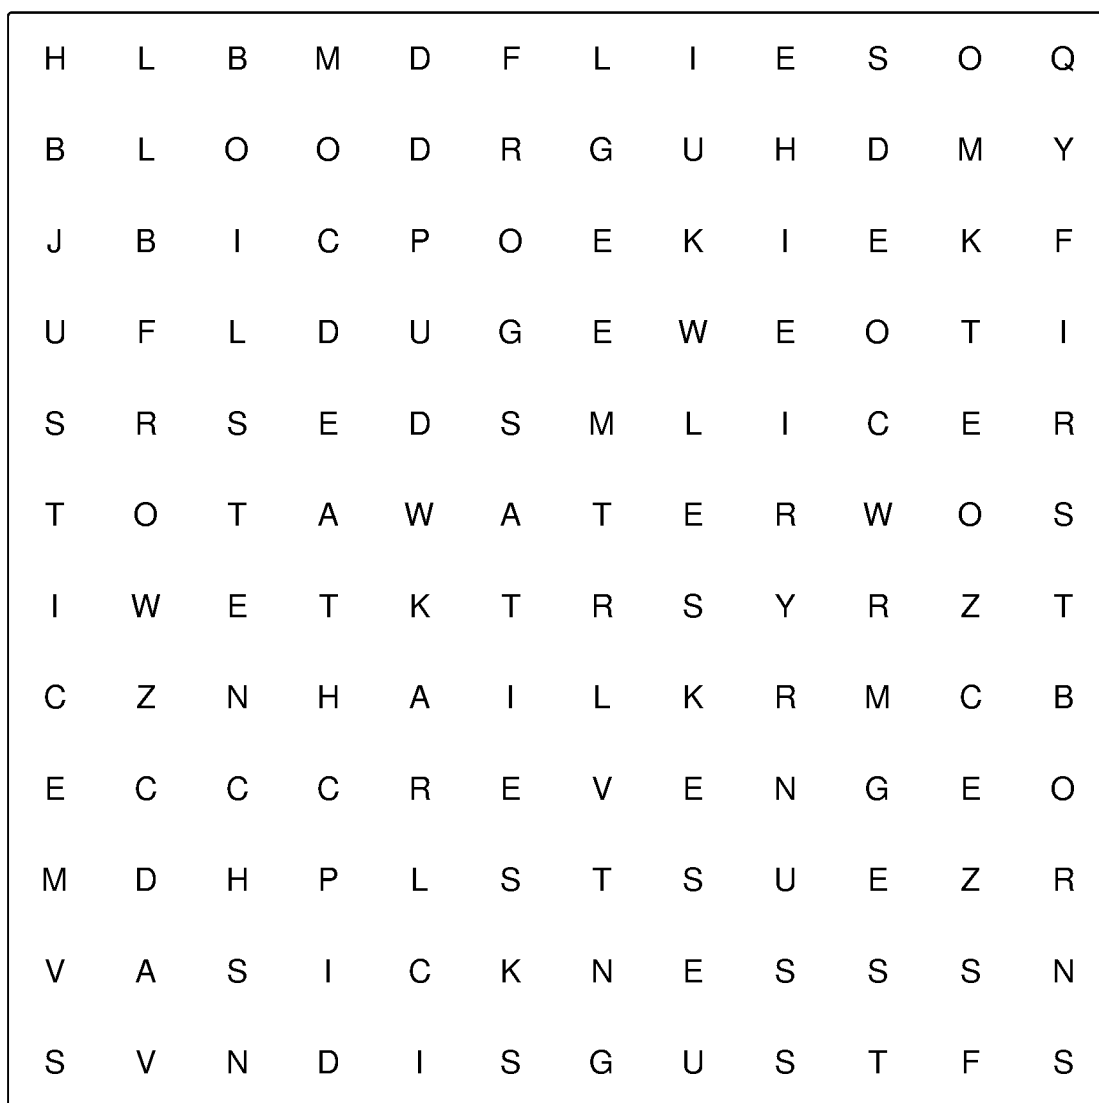 H L B M D F L I E S O Q
B L O O D R G U H D M Y
J B I C P O E K I E K F
U F L D U G E W E O T I
S R S E D S M L I C E R
T O T A W A T E R W O S
I W E T K T R S Y R Z T
C Z N H A I L K R M C B
E C C C R E V E N G E O
M D H P L S T S U E Z R
V A S I C K N E S S S N
S V N D I S G U S T F S